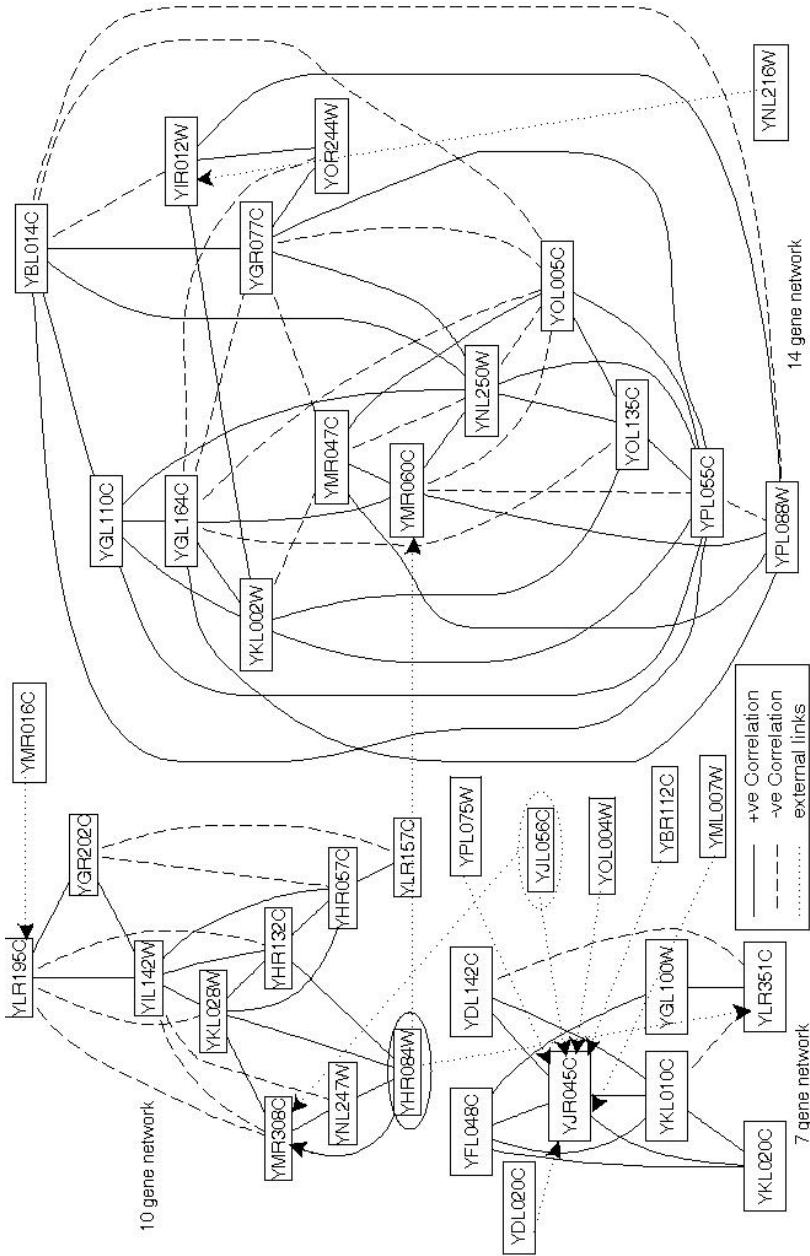 YLR195C
YMR016C
YGR202C
10 gene network
YIL142W
YKL028W
YHR132C
YHR057C
YMR308C
YNL247W
YHR084W
YLR157C
YBL014C
YIR012W
YGR077C
YOR244W
YGL110C
YGL164C
YKL002W
YMR047C
YMR060C
YNL250W
YOL005C
YOL135C
YPL055C
YPL088W
YNL216W
14 gene network
YFL048C
YDL142C
YPL075W
YJL056C
YOL004W
YBR112C
YML007W
YDL020C
YJR045C
YGL100W
YKL010C
YKL020C
YLR351C
7 gene network
+ve Correlation
-ve Correlation
external links